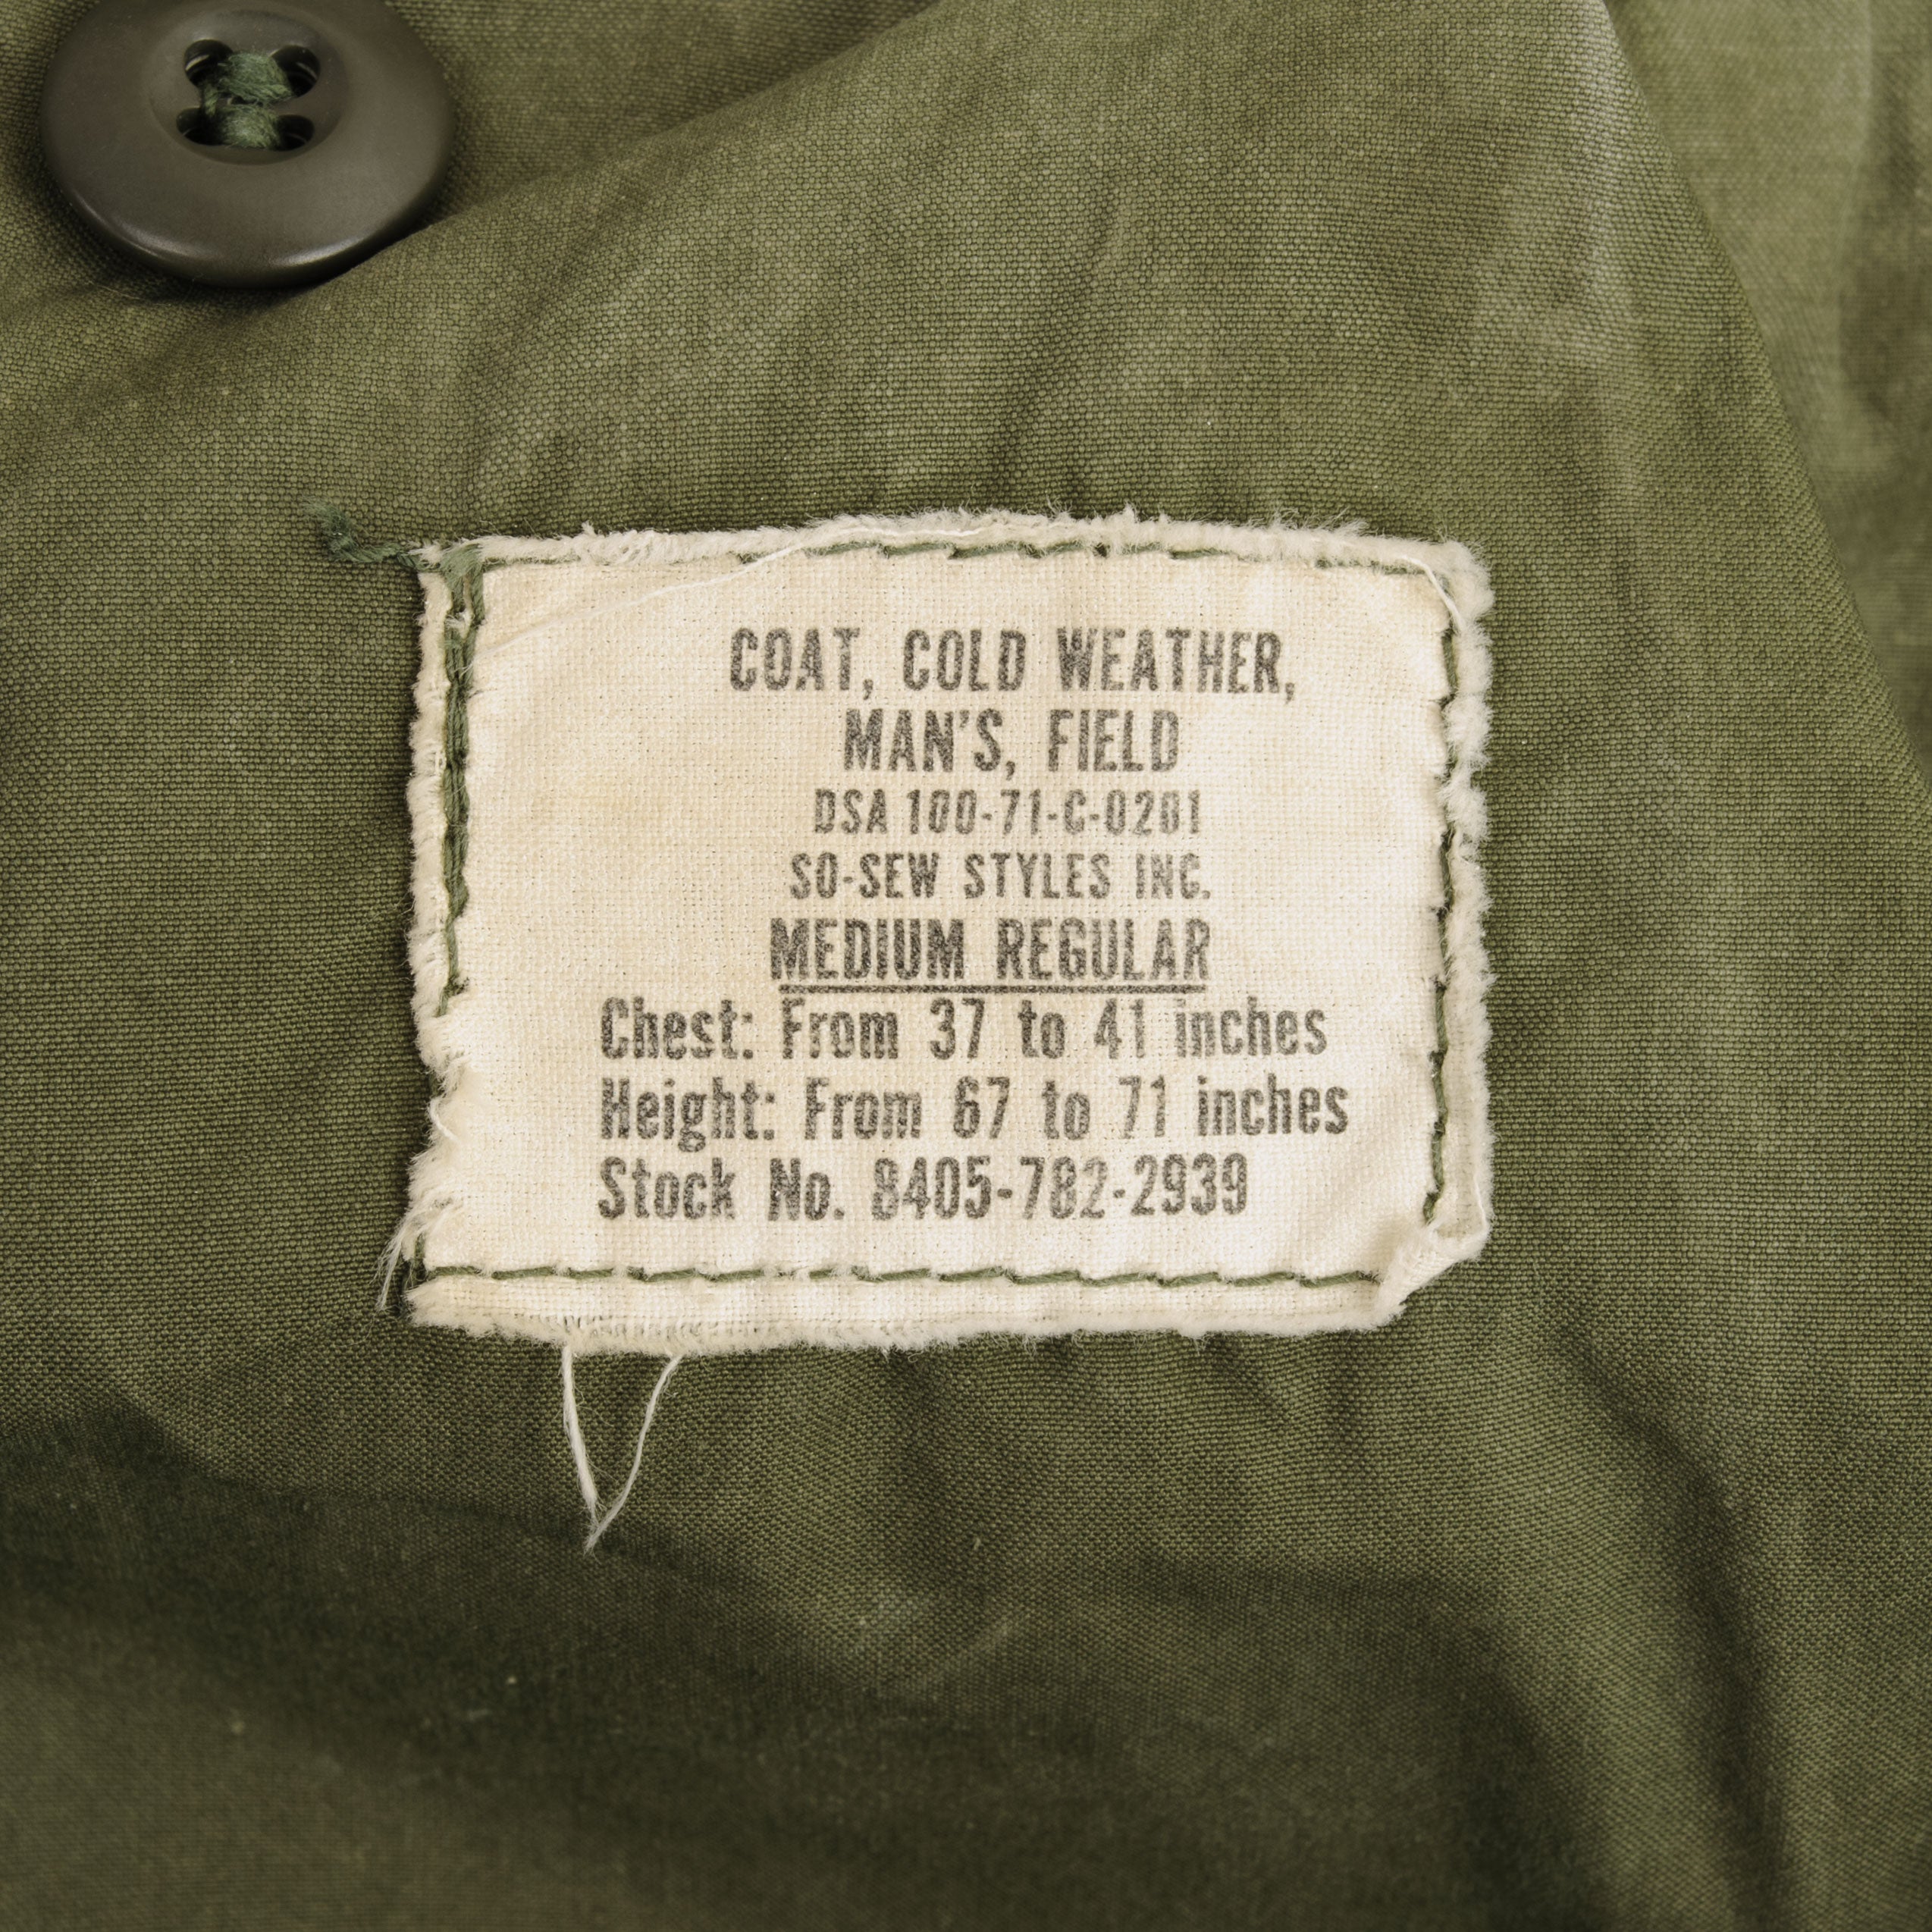 COAT, COLD WEATHER,
MAN'S, FIELD
DSA 100-71-C-0201
SO-SEW STYLES INC.
MEDIUM REGULAR
Chest: From 37 to 41 inches
Height: From 67 to 71 inches
Stock No. 8405-782-2939